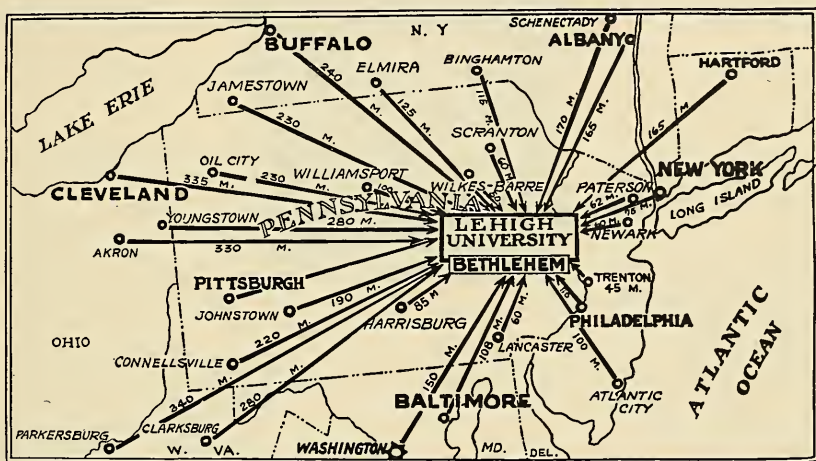 N. Y
SCHENECTADY
ALBANY
BUFFALO
ELMIRA
BINGHAMTON
HARTFORD
JAMESTOWN
LAKE ERIE
240 M.
125 M.
115 M.
170 M.
165 M.
165 M
230 M.
SCRANTON
60 M.
OIL CITY
230 M.
WILLIAMSPORT
WILKES-BARRE
NEW YORK
PATERSON
LONG ISLAND
CLEVELAND
335 M.
PENNSYLVANIA
82 M.
NEWARK
YOUNGSTOWN
280 M.
LEHIGH
UNIVERSITY
BETHLEHEM
AKRON
330 M.
TRENTON
45 M.
PITTSBURGH
190 M.
JOHNSTOWN
HARRISBURG
85 M
PHILADELPHIA
OHIO
220 M.
CONNELLSVILLE
LANCASTER
60 M.
108 M.
150 M.
100 M.
ATLANTIC
OCEAN
ATLANTIC
CITY
340 M.
280 M.
BALTIMORE
PARKERSBURG
CLARKSBURG
W. VA.
WASHINGTON
MD.
DEL.